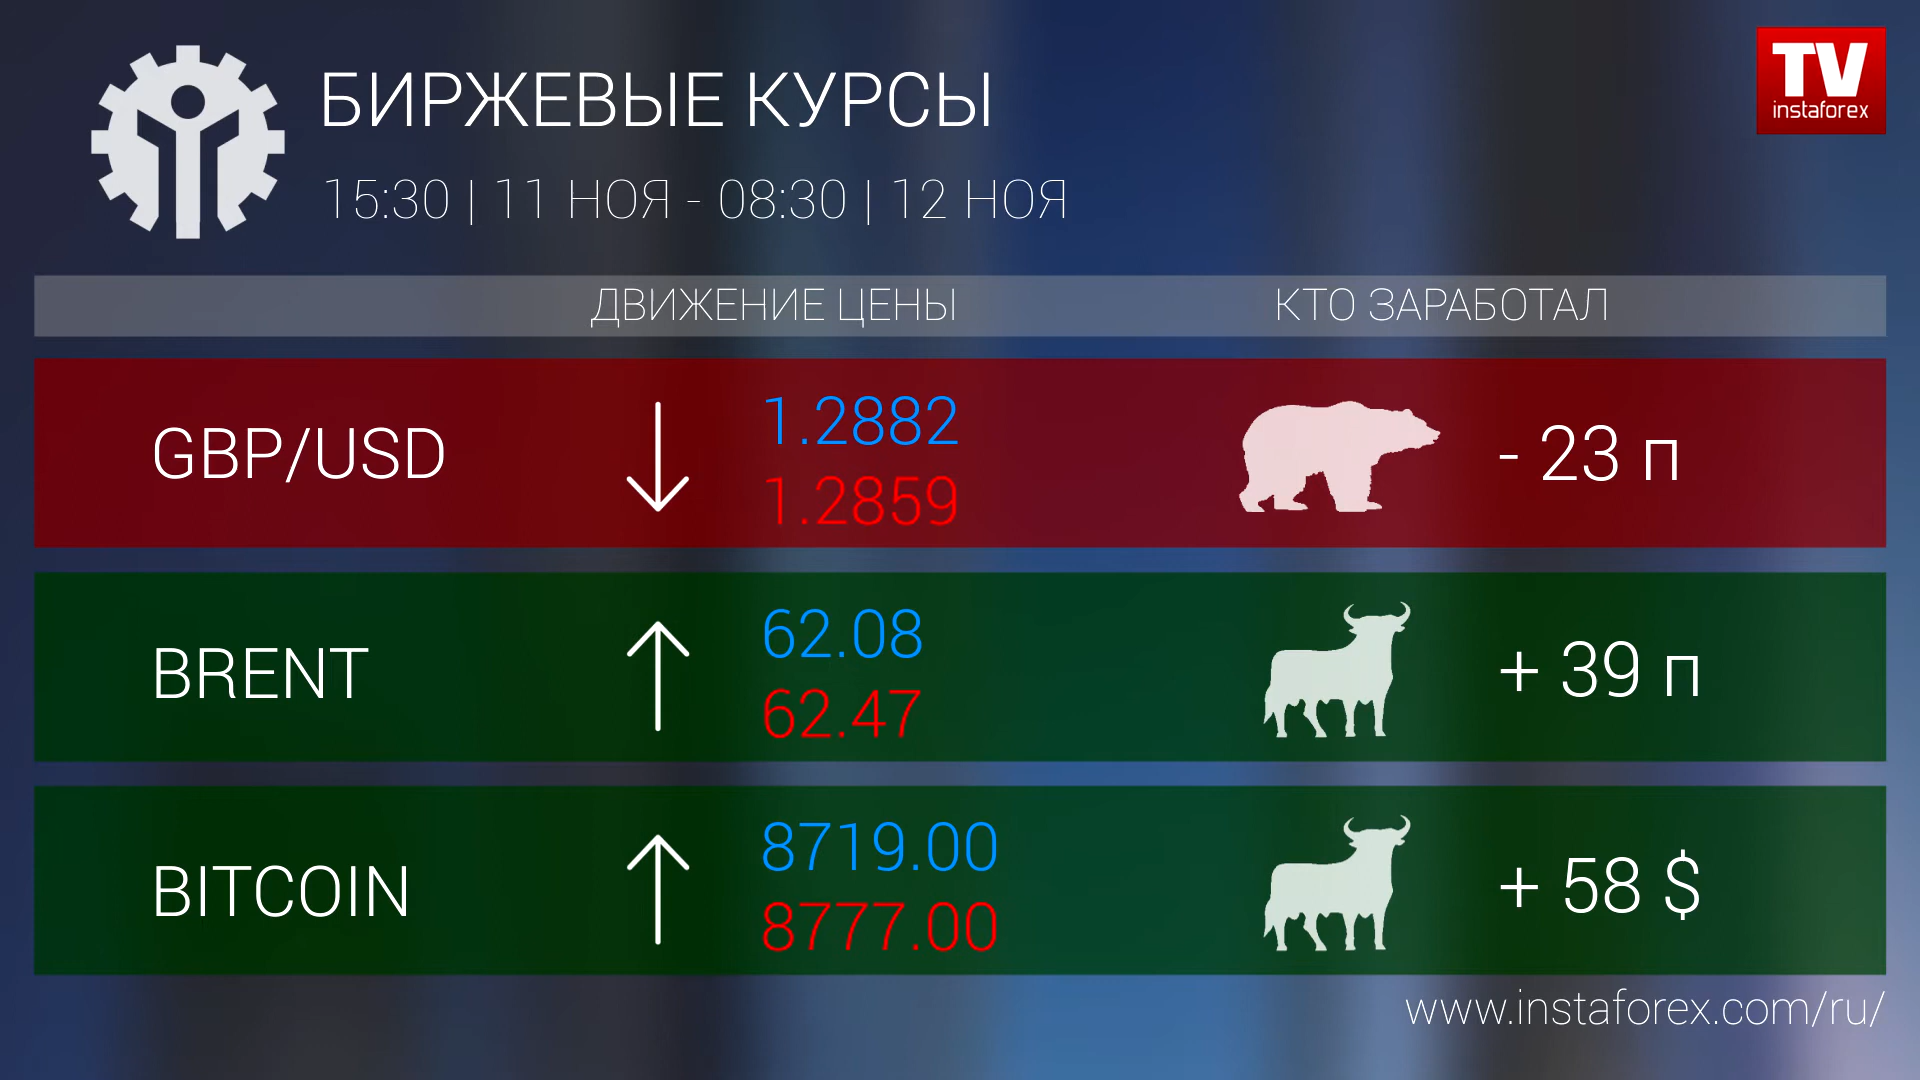 БИРЖЕВЫЕ КУРСЫ
TV
instaforex
15:30 | 11 НОЯ - 08:30 | 12 НОЯ
ДВИЖЕНИЕ ЦЕНЫ КТО ЗАРАБОТАЛ
GBP/USD
1.2882
1.2859
- 23 п
BRENT
62.08
62.47
+ 39 п
BITCOIN
8719.00
8777.00
+ 58 $
www.instaforex.com/ru/